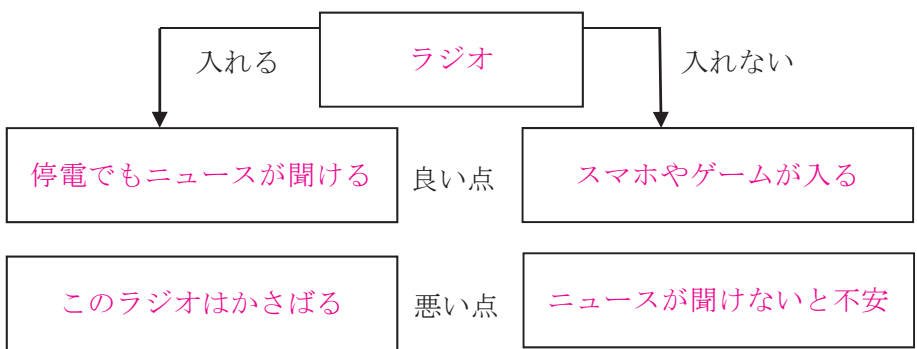 入れる ラジオ 入れない
停電でもニュースが聞ける 良い点 スマホやゲームが入る
このラジオはかさばる 悪い点 ニュースが聞けないと不安